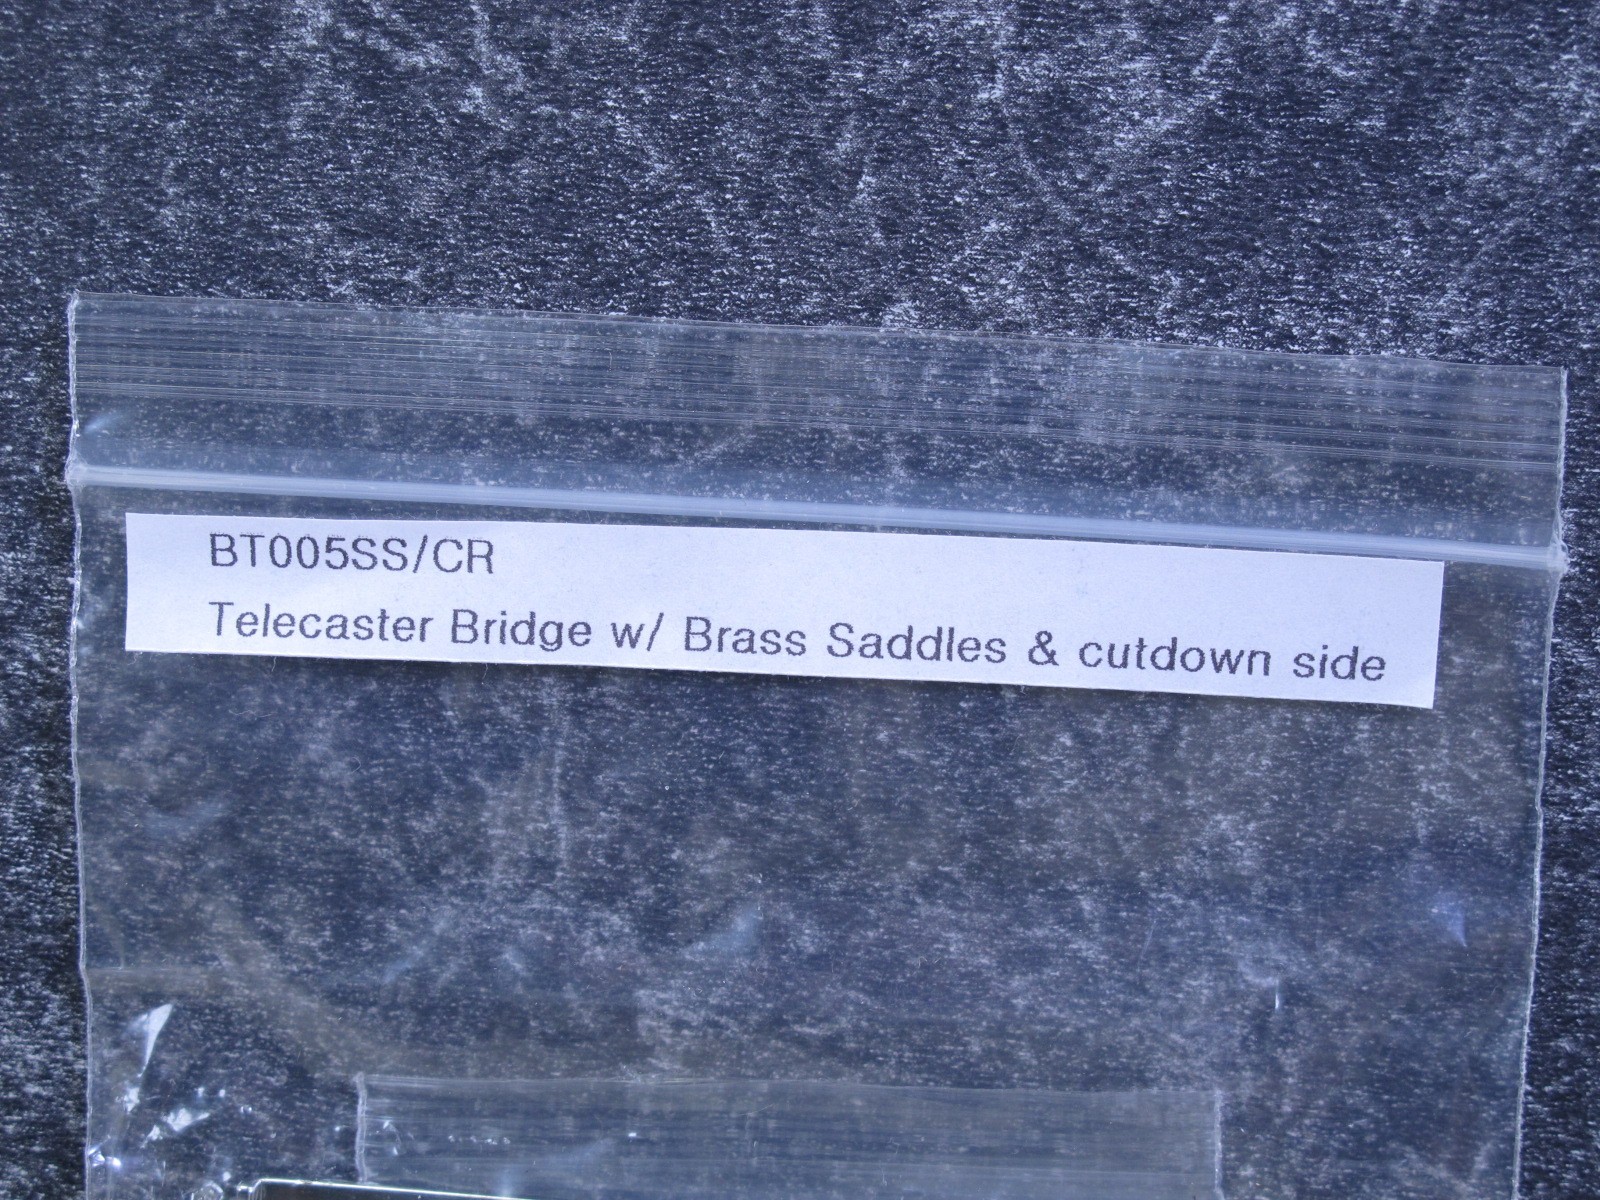 BT005SS/CR
Telecaster Bridge w/ Brass Saddles & cutdown side